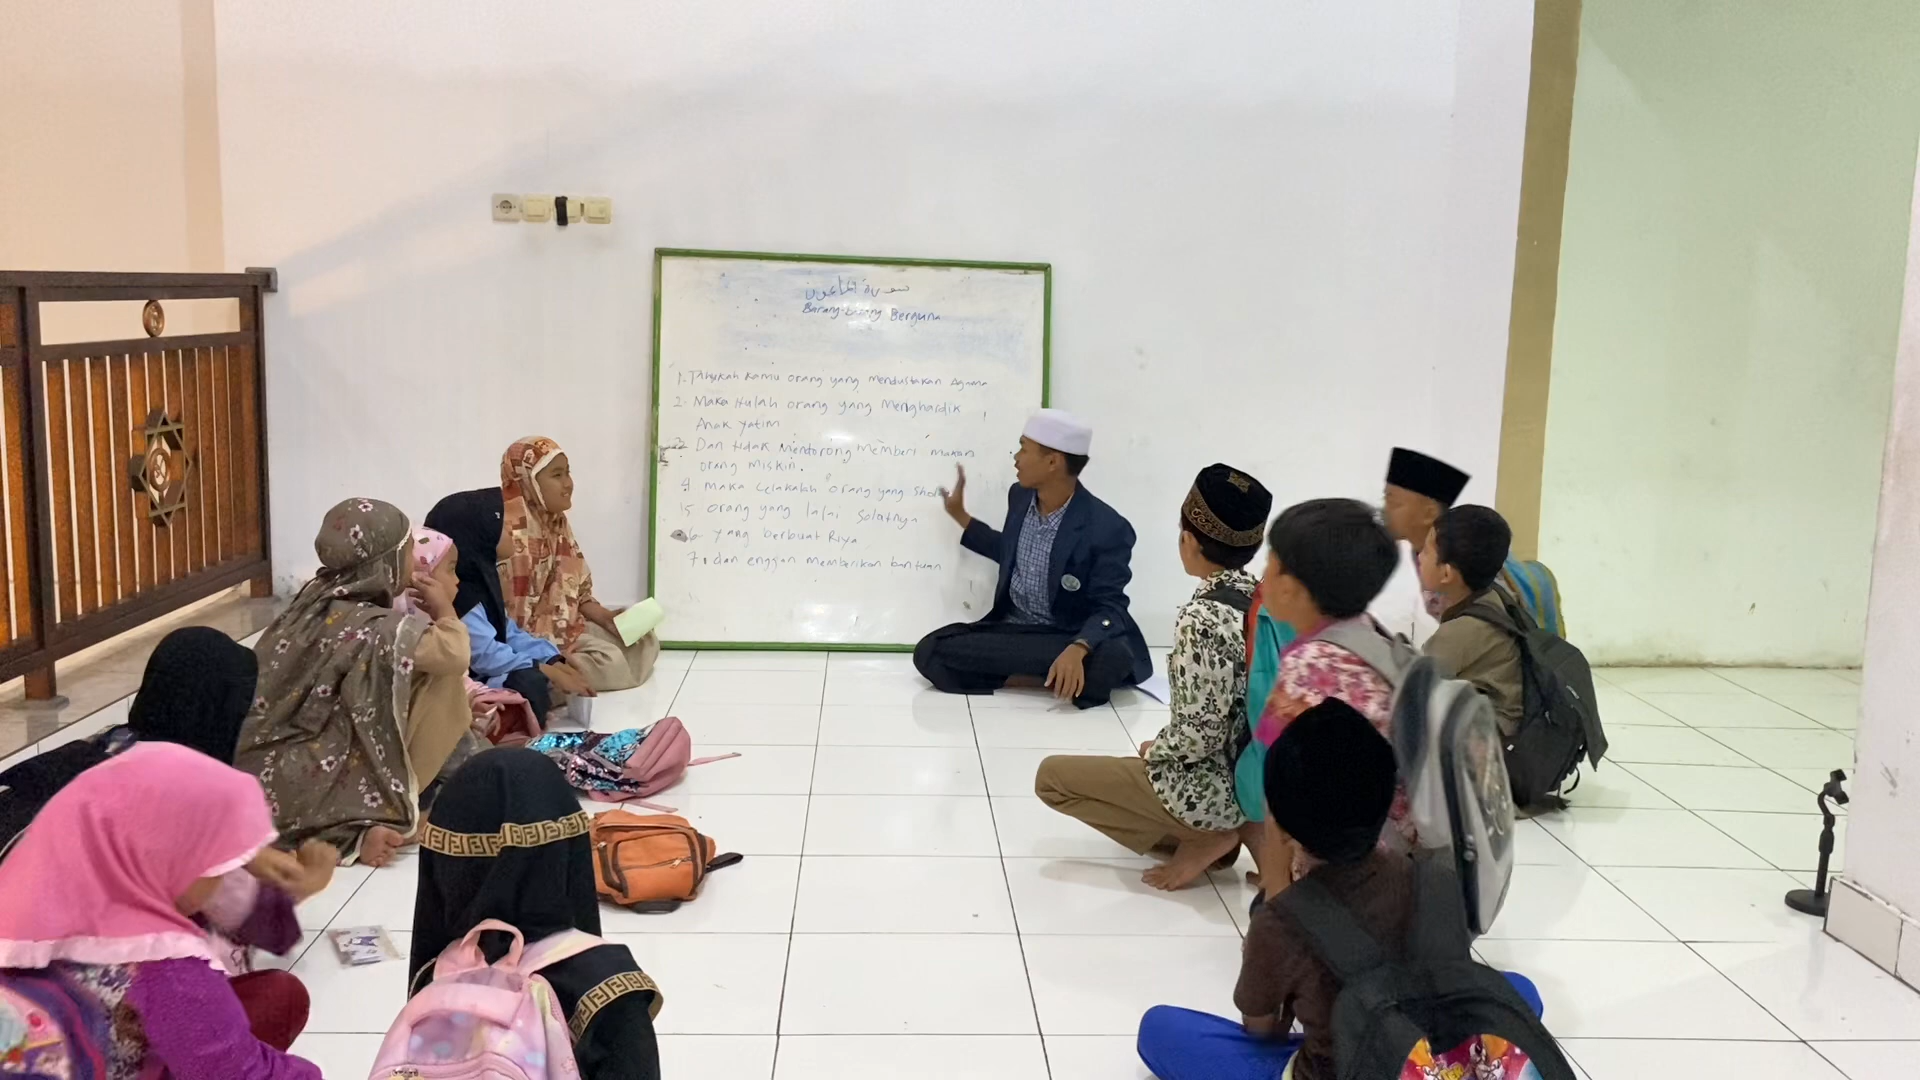 سورة الماعون
Barang-barang Berguna
1. Tahukah kamu orang yang mendustakan Agama
2. Maka itulah orang yang Menghardik
Anak yatim
3. Dan tidak Mendorong memberi makan
orang miskin.
4 Maka celakalah orang yang
5 orang yang lalai Solatnya
6 yang berbuat Riya
7. dan enggan memberikan bantuan